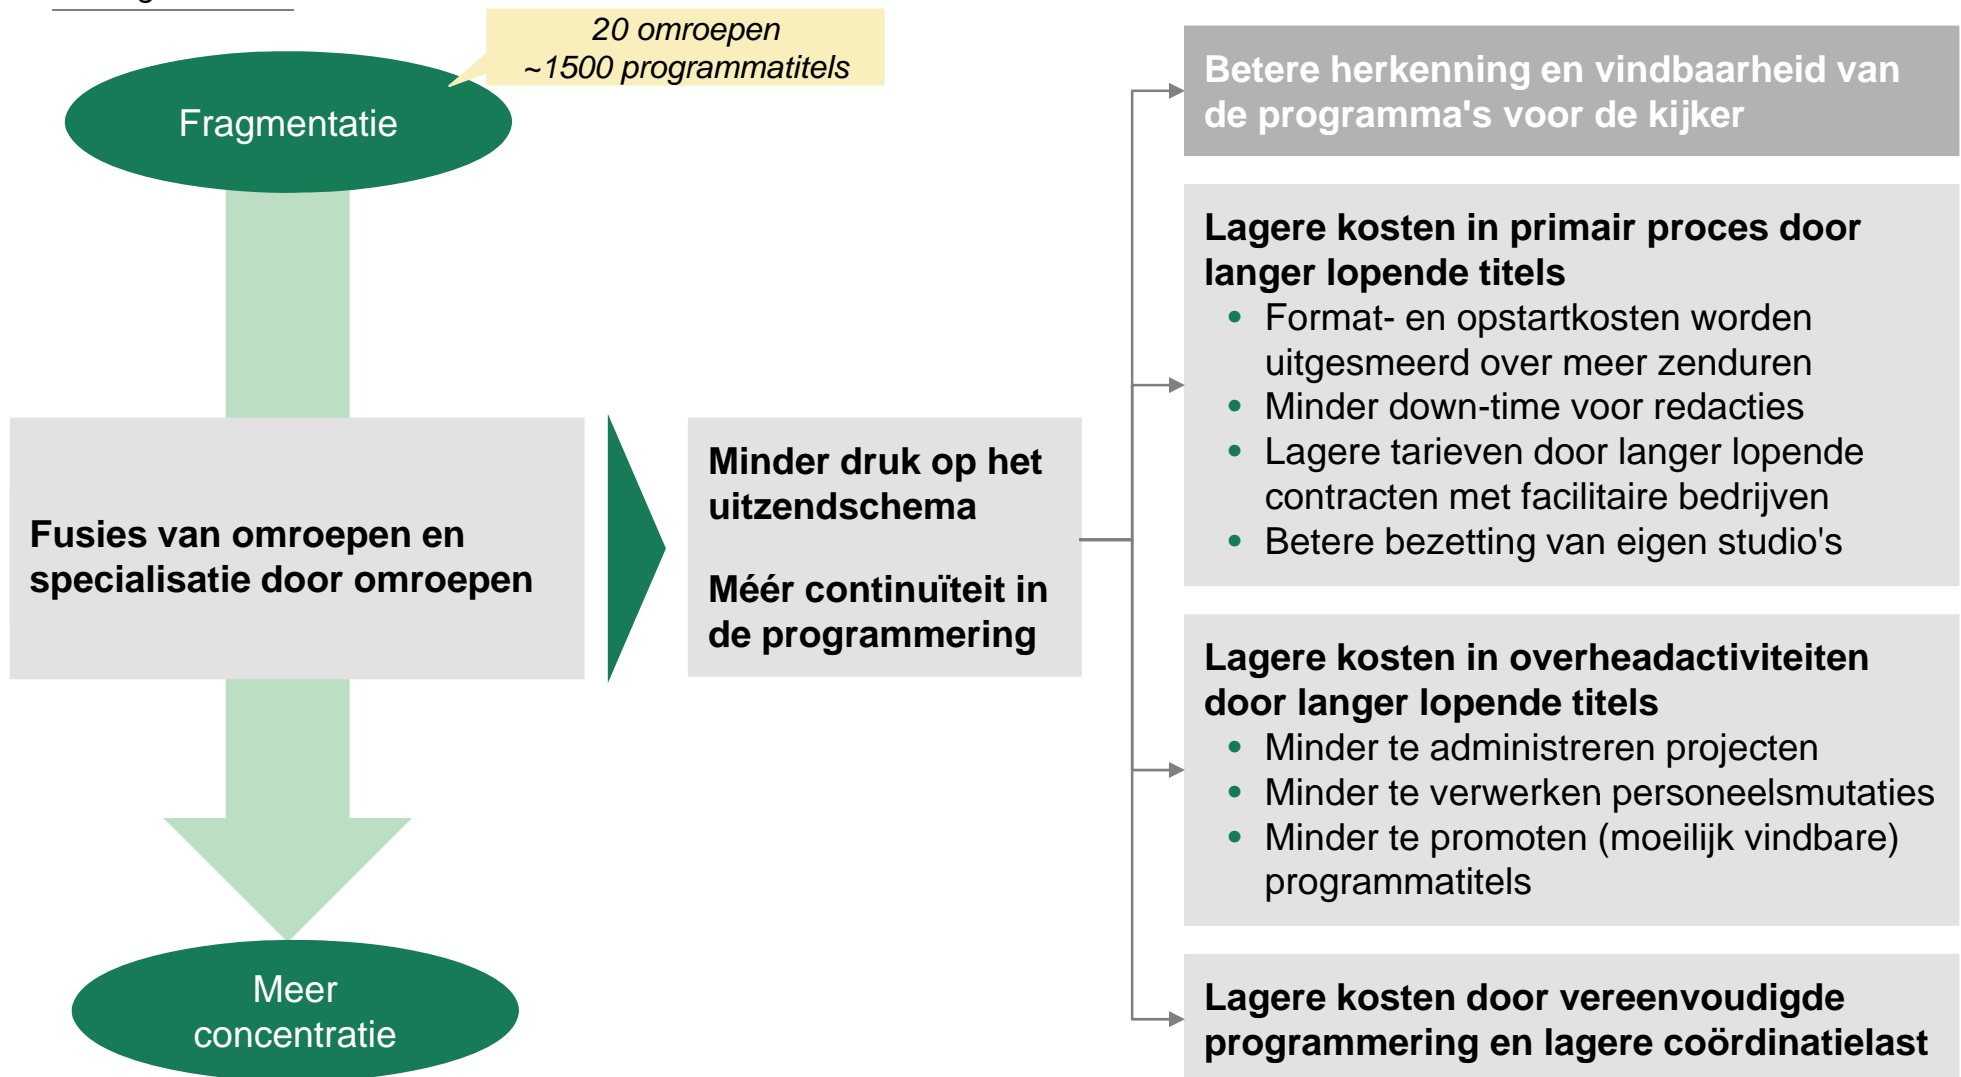 20 omroepen
~1500 programmatitels
Fragmentatie
Fusies van omroepen en
specialisatie door omroepen
Meer
concentratie
Minder druk op het
uitzendschema
Méér continuïteit in
de programmering
Betere herkenning en vindbaarheid van
de programma's voor de kijker
Lagere kosten in primair proces door
langer lopende titels
• Format- en opstartkosten worden
uitgesmeerd over meer zenduren
• Minder down-time voor redacties
• Lagere tarieven door langer lopende
contracten met facilitaire bedrijven
• Betere bezetting van eigen studio's
Lagere kosten in overheadactiviteiten
door langer lopende titels
• Minder te administreren projecten
• Minder te verwerken personeelsmutaties
• Minder te promoten (moeilijk vindbare)
programmatitels
Lagere kosten door vereenvoudigde
programmering en lagere coördinatielast